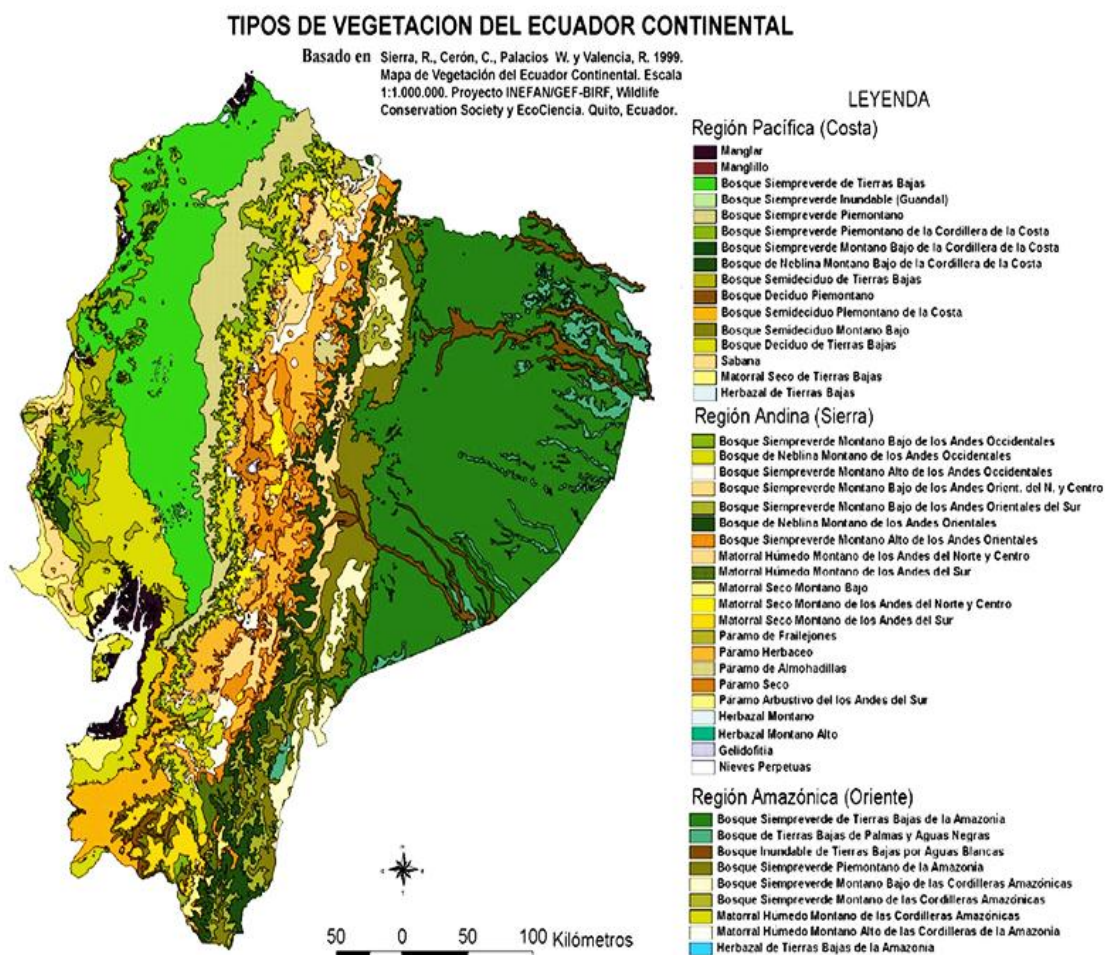 TIPOS DE VEGETACION DEL ECUADOR CONTINENTAL
Basado en Sierra, R., Cerón, C., Palacios W. y Valencia, R. 1999.
Mapa de Vegetación del Ecuador Continental. Escala
1:1.000.000. Proyecto INEFAN/GEF-BIRF, Wildlife
Conservation Society y EcoCiencia. Quito, Ecuador.
LEYENDA
Región Pacífica (Costa)
Manglar
Manglillo
Bosque Siempreverde de Tierras Bajas
Bosque Siempreverde Inundable (Guandal)
Bosque Siempreverde Piemontano
Bosque Siempreverde Piemontano de la Cordillera de la Costa
Bosque Siempreverde Montano Bajo de la Cordillera de la Costa
Bosque de Neblina Montano Bajo de la Cordillera de la Costa
Bosque Semideciduo de Tierras Bajas
Bosque Deciduo Piemontano
Bosque Semideciduo Piemontano de la Costa
Bosque Semideciduo Montano Bajo
Bosque Deciduo de Tierras Bajas
Sabana
Matorral Seco de Tierras Bajas
Herbazal de Tierras Bajas
Región Andina (Sierra)
Bosque Siempreverde Montano Bajo de los Andes Occidentales
Bosque de Neblina Montano de los Andes Occidentales
Bosque Siempreverde Montano Alto de los Andes Occidentales
Bosque Siempreverde Montano Bajo de los Andes Orient. del N. y Centro
Bosque Siempreverde Montano Bajo de los Andes Orientales del Sur
Bosque de Neblina Montano de los Andes Orientales
Bosque Siempreverde Montano Alto de los Andes Orientales
Matorral Húmedo Montano de los Andes del Norte y Centro
Matorral Húmedo Montano de los Andes del Sur
Matorral Seco Montano Bajo
Matorral Seco Montano de los Andes del Norte y Centro
Matorral Seco Montano de los Andes del Sur
Páramo de Frailejones
Páramo Herbaceo
Páramo de Almohadillas
Páramo Seco
Páramo Arbustivo del los Andes del Sur
Herbazal Montano
Herbazal Montano Alto
Gelidofitia
Nieves Perpetuas
Región Amazónica (Oriente)
Bosque Siempreverde de Tierras Bajas de la Amazonia
Bosque de Tierras Bajas de Palmas y Aguas Negras
Bosque Inundable de Tierras Bajas por Aguas Blancas
Bosque Siempreverde Piemontano de la Amazonia
Bosque Siempreverde Montano Bajo de las Cordilleras Amazónicas
Bosque Siempreverde Montano de las Cordilleras Amazónicas
Matorral Húmedo Montano de las Cordilleras Amazónicas
Matorral Húmedo Montano Alto de las Cordilleras de la Amazonia
Herbazal de Tierras Bajas de la Amazonia
50 0 50 100 Kilómetros